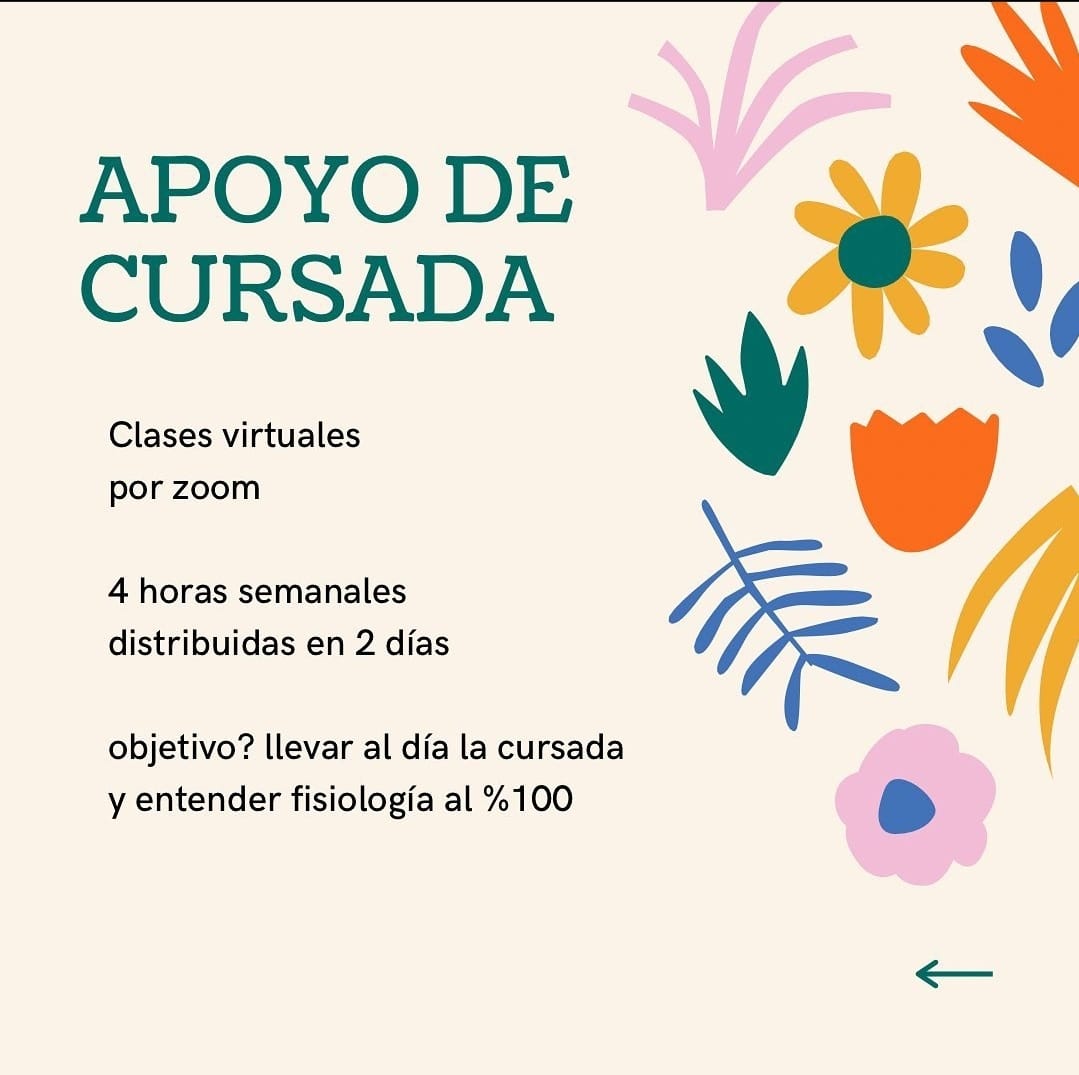 APOYO DE
CURSADA
Clases virtuales
por zoom
4 horas semanales
distribuidas en 2 días
objetivo? llevar al día la cursada
y entender fisiología al %100